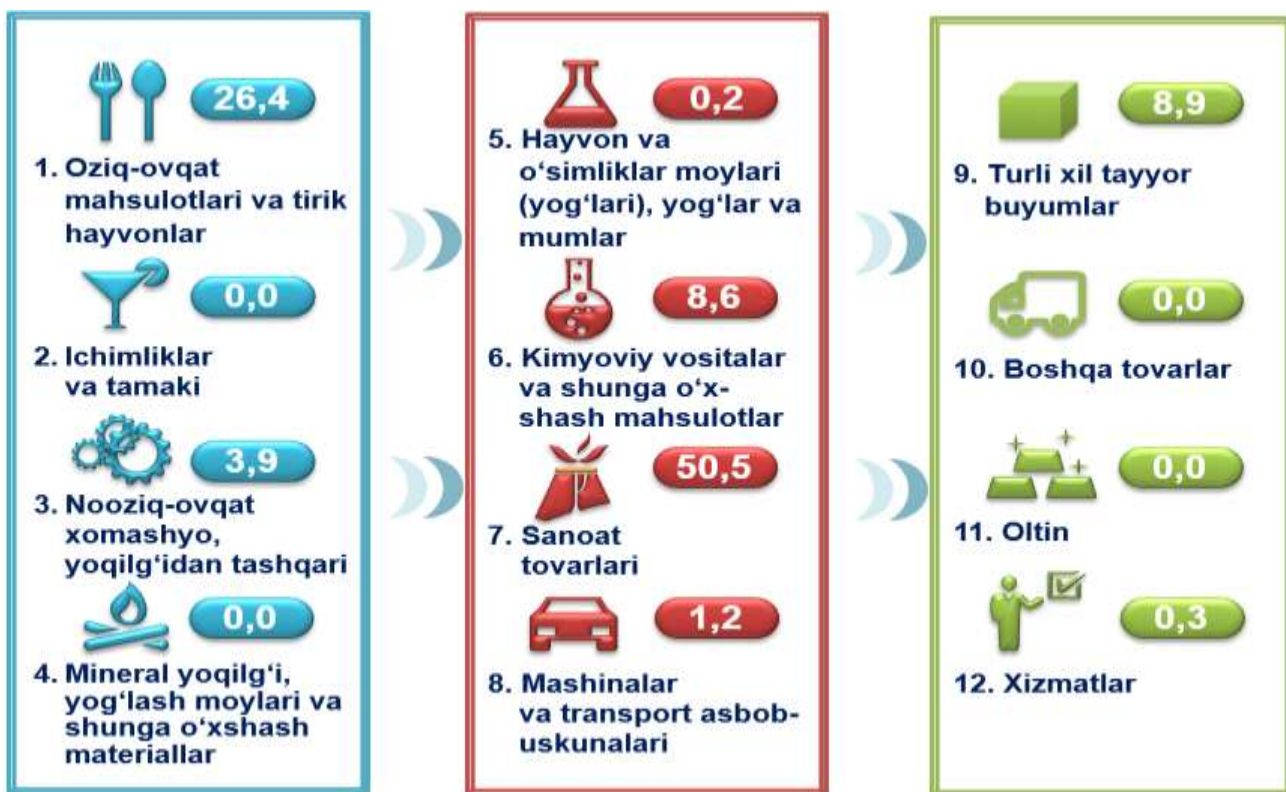 26,4
1. Oziq-ovqat
mahsulotlari va tirik
hayvonlar
0,0
2. Ichimliklar
va tamaki
3,9
3. Nooziq-ovqat
xomashyo,
yoqilg‘idan tashqari
0,0
4. Mineral yoqilg‘i,
yog‘lash moylari va
shunga o‘xshash
materiallar
0,2
5. Hayvon va
o‘simliklar moylari
(yog‘lari), yog‘lar va
mumlar
8,6
6. Kimyoviy vositalar
va shunga o‘x-
shash mahsulotlar
50,5
7. Sanoat
tovarlari
1,2
8. Mashinalar
va transport asbob-
uskunalari
8,9
9. Turli xil tayyor
buyumlar
0,0
10. Boshqa tovarlar
0,0
11. Oltin
0,3
12. Xizmatlar